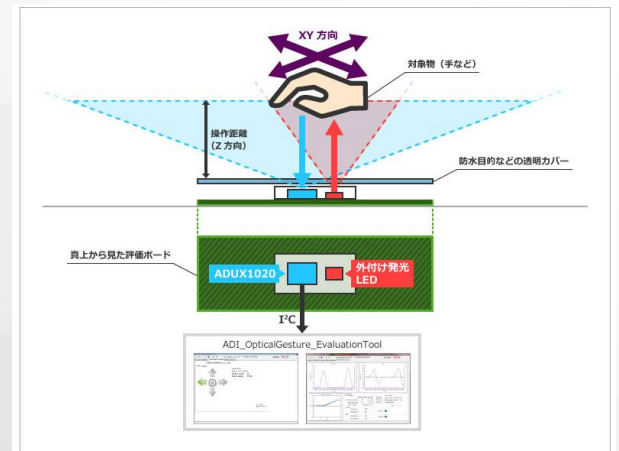 XY 方向
対象物（手など）
操作距離
（Z 方向）
防水目的などの透明カバー
真上から見た評価ボード
ADUX1020
外付け発光
LED
I²C
ADI_OpticalGesture_EvaluationTool